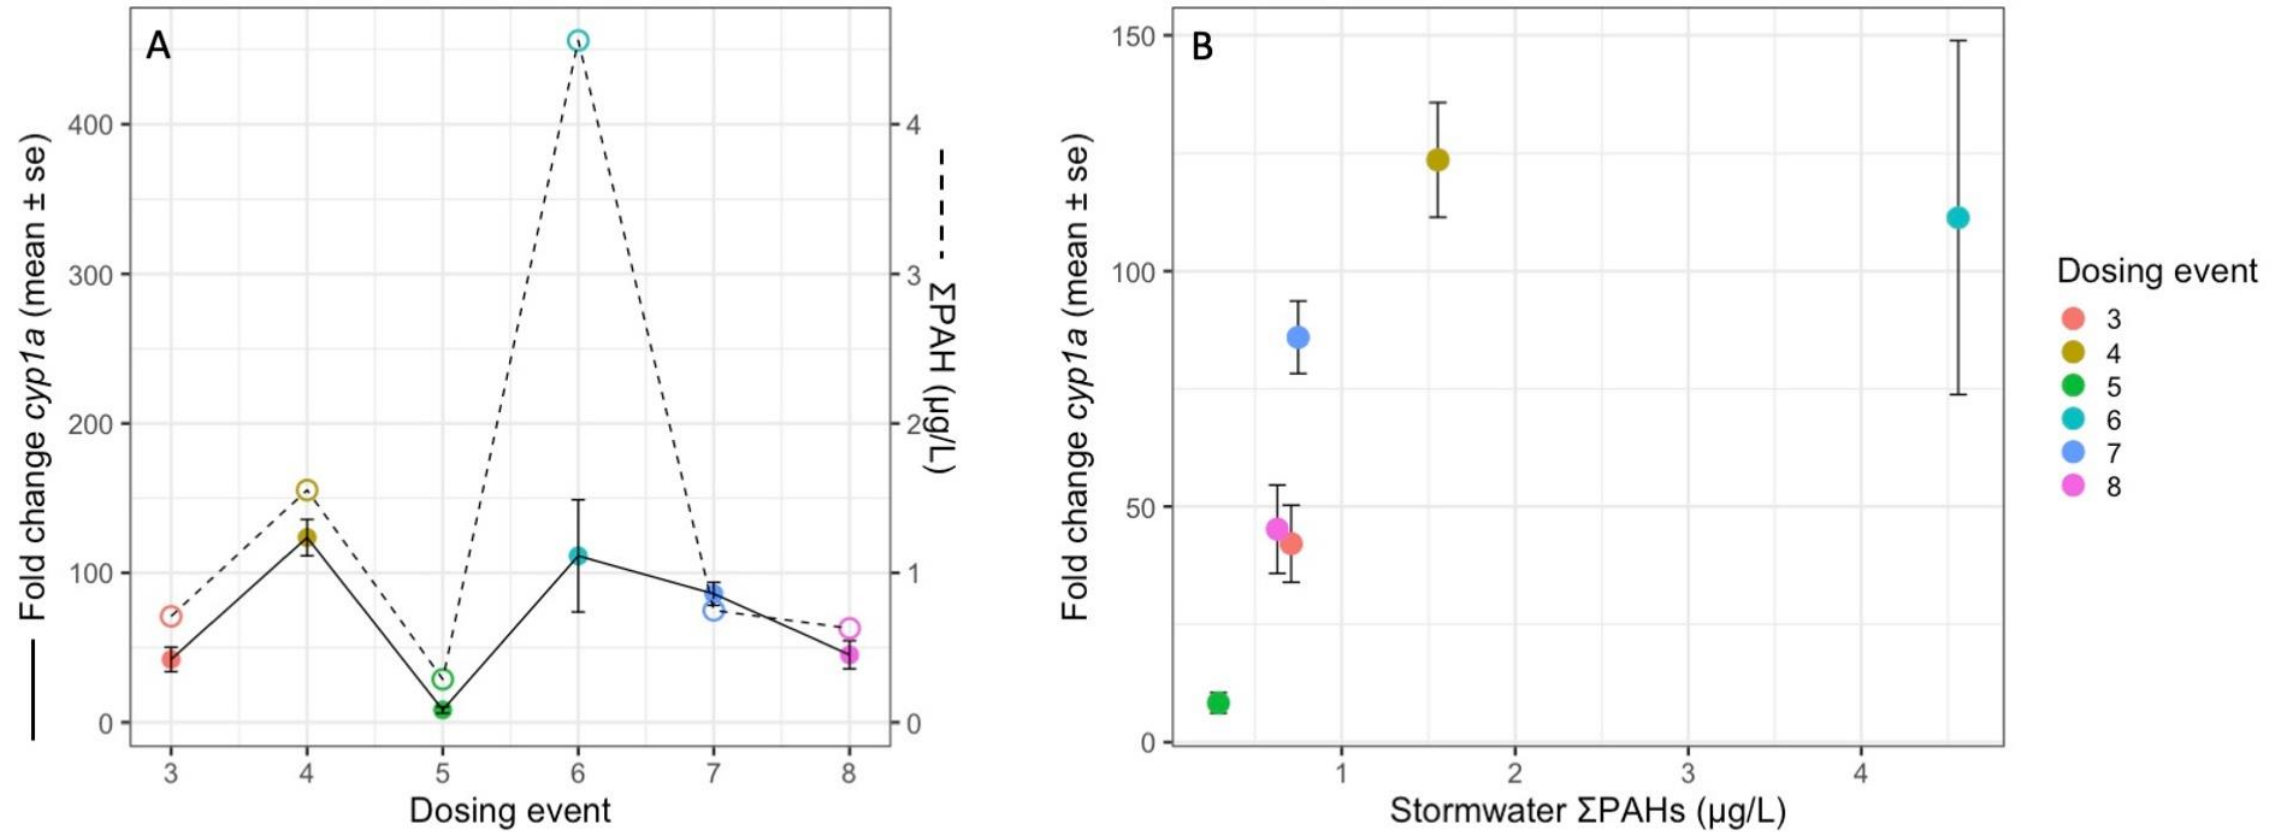 A
400
300
200
100
0
Fold change cyp1a (mean ± se)
4
3
2
1
0
ΣPAH (µg/L)
3 4 5 6 7 8
Dosing event
B
150
100
50
0
Fold change cyp1a (mean ± se)
1 2 3 4
Stormwater ΣPAHs (µg/L)
Dosing event
3
4
5
6
7
8